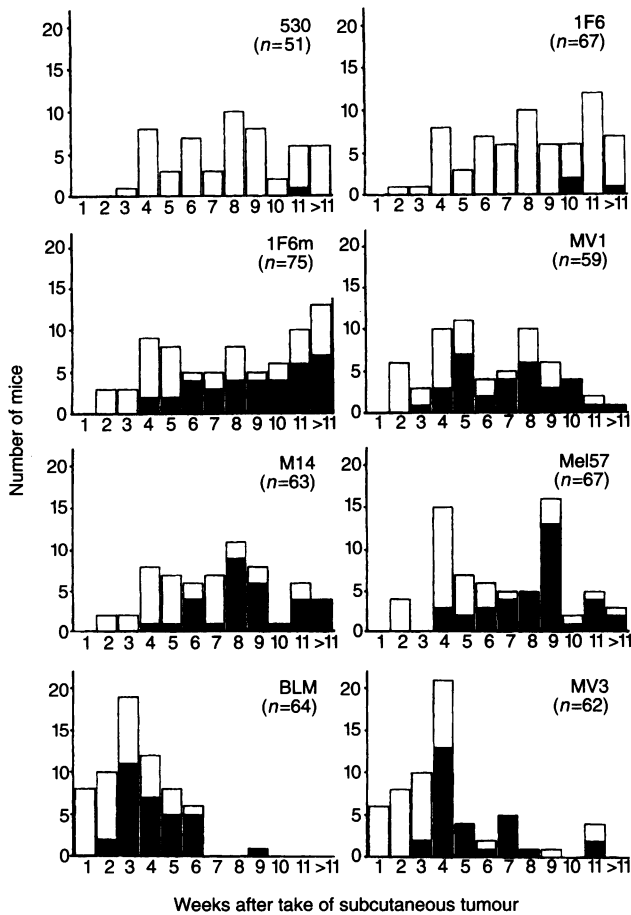 Number of mice
530
(n=51)
20
15
10
5
0
1 2 3 4 5 6 7 8 9 10 11 >11
1F6
(n=67)
20
15
10
5
0
1 2 3 4 5 6 7 8 9 10 11 >11
1F6m
(n=75)
20
15
10
5
0
1 2 3 4 5 6 7 8 9 10 11 >11
MV1
(n=59)
20
15
10
5
0
1 2 3 4 5 6 7 8 9 10 11 >11
M14
(n=63)
20
15
10
5
0
1 2 3 4 5 6 7 8 9 10 11 >11
Mel57
(n=67)
20
15
10
5
0
1 2 3 4 5 6 7 8 9 10 11 >11
BLM
(n=64)
20
15
10
5
0
1 2 3 4 5 6 7 8 9 10 11 >11
MV3
(n=62)
20
15
10
5
0
1 2 3 4 5 6 7 8 9 10 11 >11
Weeks after take of subcutaneous tumour